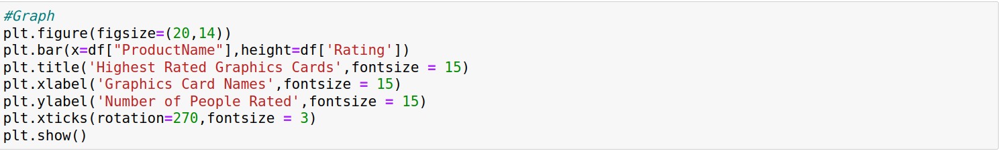 #Graph
plt.figure(figsize=(20,14))
plt.bar(x=df["ProductName"],height=df['Rating'])
plt.title('Highest Rated Graphics Cards',fontsize = 15)
plt.xlabel('Graphics Card Names',fontsize = 15)
plt.ylabel('Number of People Rated',fontsize = 15)
plt.xticks(rotation=270,fontsize = 3)
plt.show()